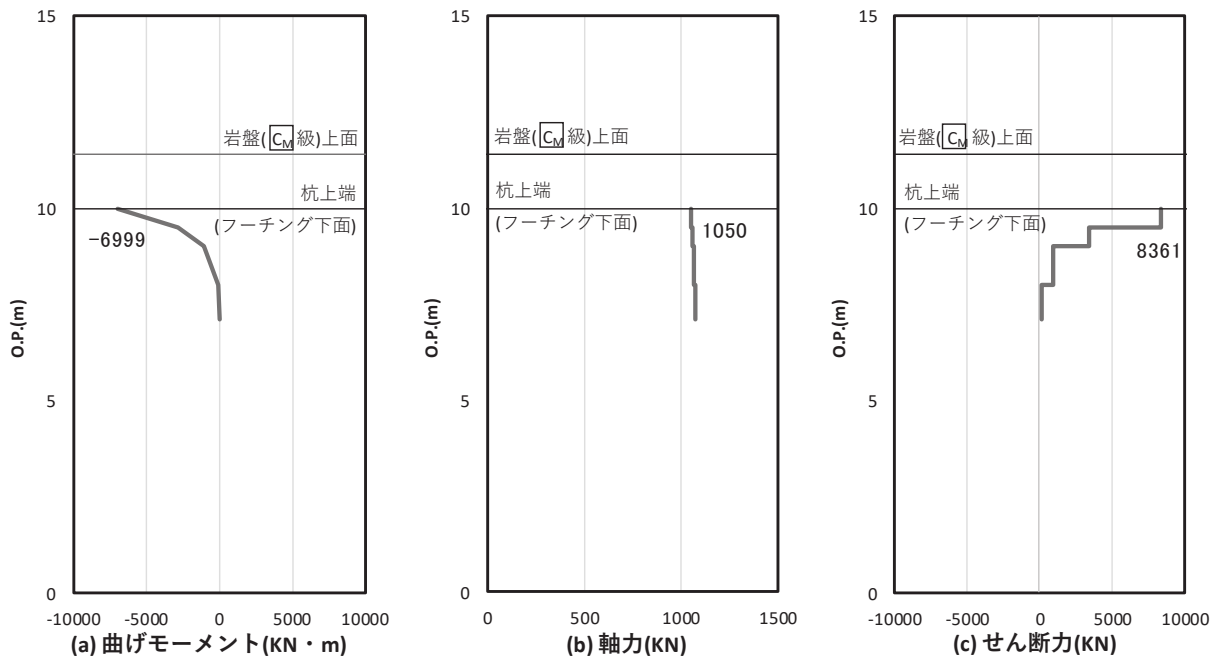 15
10
5
0
O.P.(m)
岩盤(CM級)上面
杭上端
(フーチング下面)
-6999
-10000 -5000 0 5000 10000
(a) 曲げモーメント(KN・m)
15
10
5
0
O.P.(m)
岩盤(CM級)上面
杭上端
(フーチング下面)
1050
0 500 1000 1500
(b) 軸力(KN)
15
10
5
0
O.P.(m)
岩盤(CM級)上面
杭上端
(フーチング下面)
8361
-10000 -5000 0 5000 10000
(c) せん断力(KN)